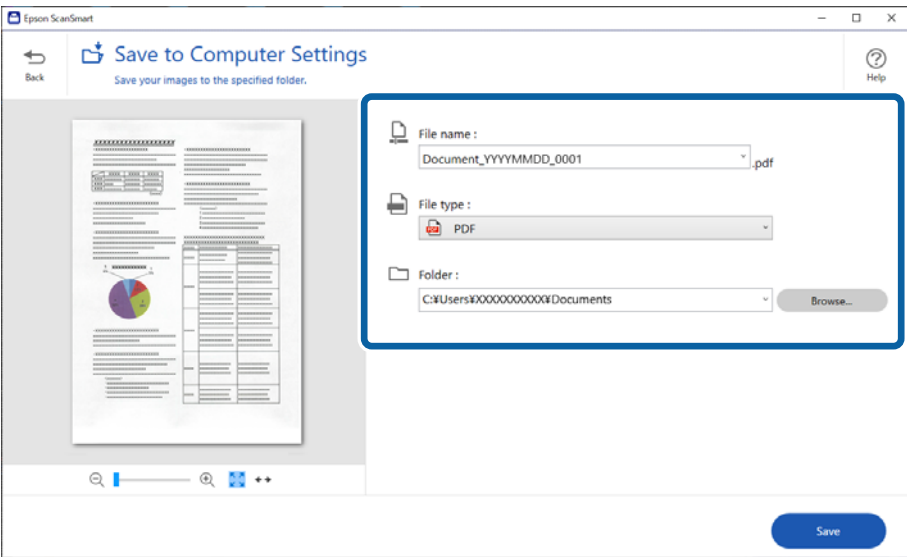 Epson ScanSmart
Back
Save to Computer Settings
Save your images to the specified folder.
Help
File name :
Document_YYYYMMDD_0001
.pdf
File type :
PDF
Folder :
C:¥Users¥XXXXXXXXXX¥Documents
Browse...
Save